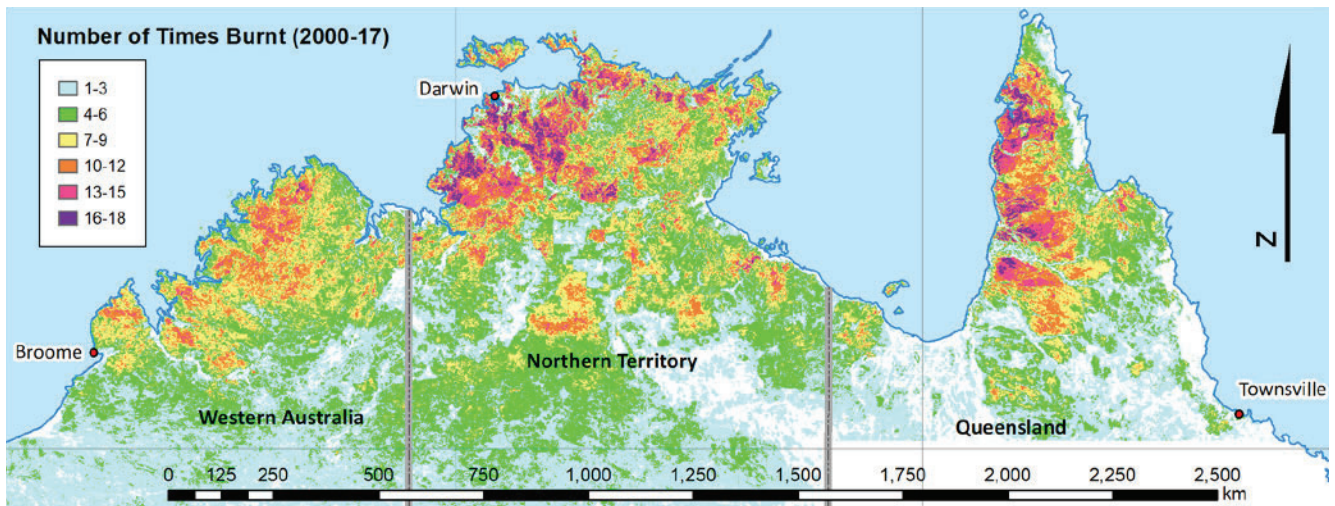 Number of Times Burnt (2000-17)
1-3
4-6
7-9
10-12
13-15
16-18
Darwin
Broome
Western Australia
Northern Territory
Queensland
Townsville
N
0 125 250 500 750 1,000 1,250 1,500 1,750 2,000 2,250 2,500
km